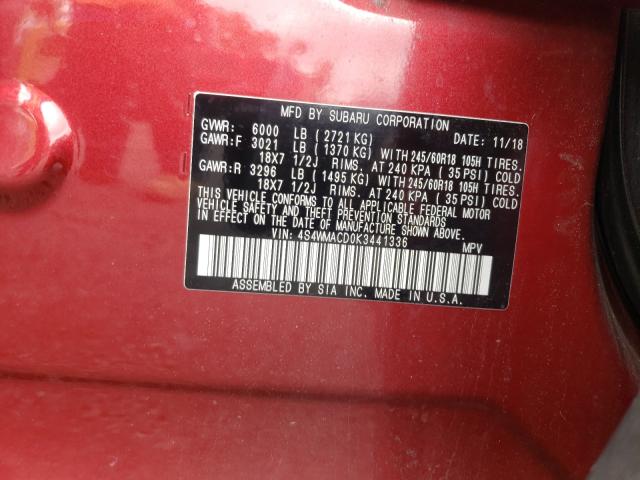 MFD BY SUBARU CORPORATION
GVWR: 6000 LB (2721 KG) DATE: 11/18
GAWR:F 3021 LB (1370 KG) WITH 245/60R18 105H TIRES.
18X7 1/2J RIMS. AT 240 KPA (35 PSI) COLD
GAWR:R 3296 LB (1495 KG) WITH 245/60R18 105H TIRES.
18X7 1/2J RIMS. AT 240 KPA (35 PSI) COLD
THIS VEHICLE CONFORMS TO ALL APPLICABLE FEDERAL MOTOR
VEHICLE SAFETY AND THEFT PREVENTION STANDARDS
IN EFFECT ON THE DATE OF MANUFACTURE SHOWN ABOVE.
VIN: 4S4WMACD0K3441336 MPV
ASSEMBLED BY SIA INC. MADE IN U.S.A.